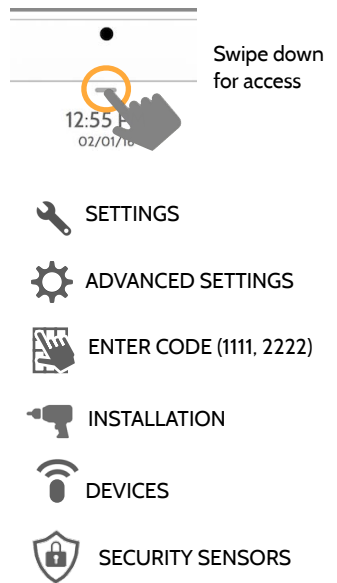 Swipe down
for access
12:55 P
02/01/18
SETTINGS
ADVANCED SETTINGS
ENTER CODE (1111, 2222)
INSTALLATION
DEVICES
SECURITY SENSORS